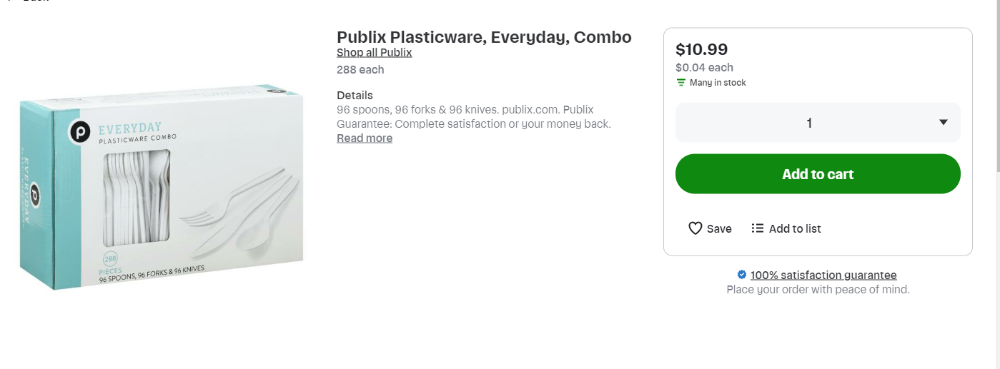 Publix Plasticware, Everyday, Combo
Shop all Publix
288 each
Details
96 spoons, 96 forks & 96 knives. publix.com. Publix
Guarantee: Complete satisfaction or your money back.
Read more
$10.99
$0.04 each
Many in stock
1
Add to cart
Save
Add to list
100% satisfaction guarantee
Place your order with peace of mind.
p
EVERYDAY
PLASTICWARE COMBO
288
PIECES
96 SPOONS, 96 FORKS & 96 KNIVES
p
EVERYDAY